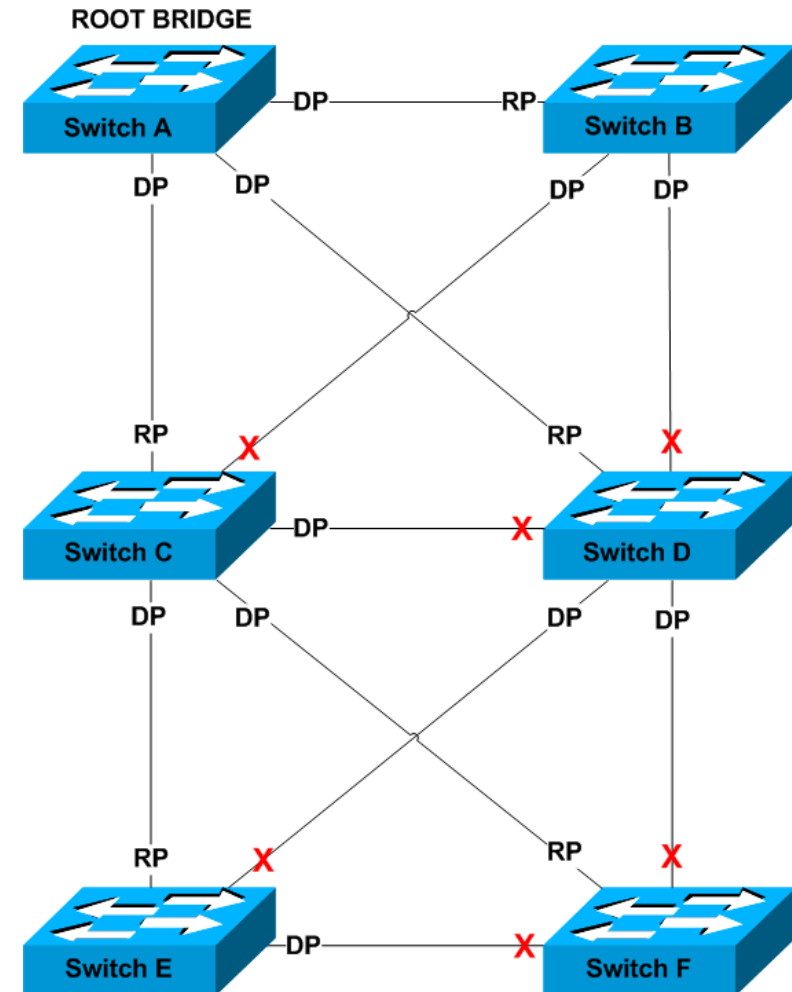 ROOT BRIDGE
Switch A
DP
RP
Switch B
DP
DP
DP
DP
RP
X
RP
X
Switch C
DP
X
Switch D
DP
DP
DP
DP
RP
X
RP
X
Switch E
DP
X
Switch F